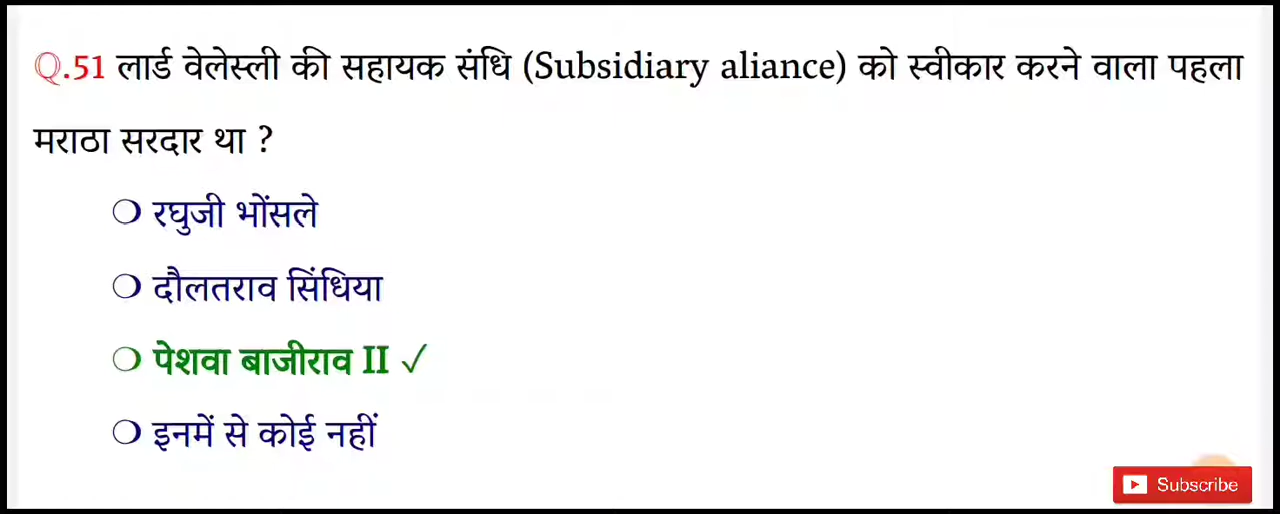 Q.51 लार्ड वेलेस्ली की सहायक संधि (Subsidiary aliance) को स्वीकार करने वाला पहला
मराठा सरदार था ?
रघुजी भोंसले
दौलतराव सिंधिया
पेशवा बाजीराव II ✓
इनमें से कोई नहीं
Subscribe